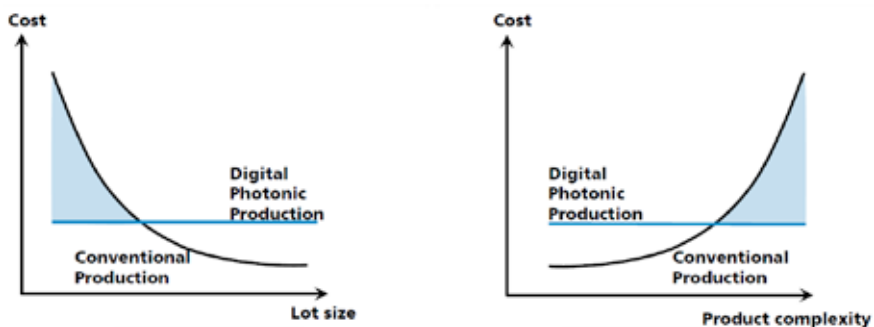 Cost
Digital
Photonic
Production
Conventional
Production
Lot size
Cost
Digital
Photonic
Production
Conventional
Production
Product complexity